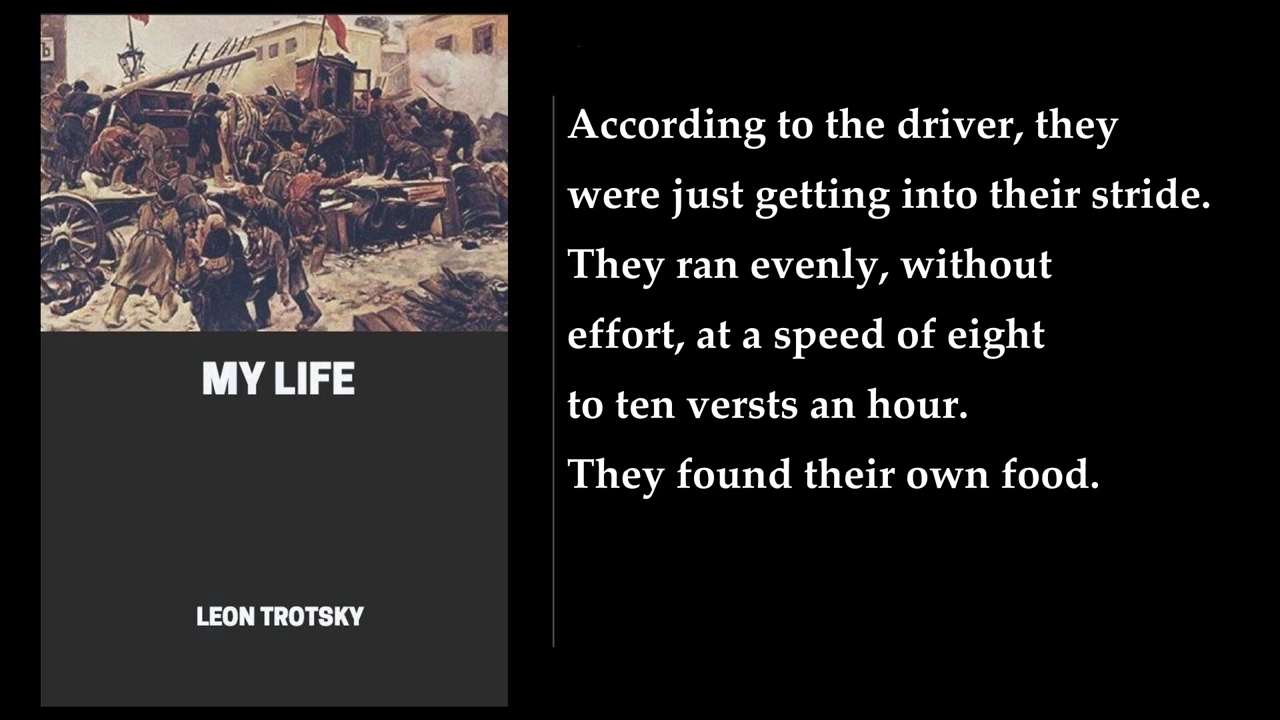 MY LIFE
LEON TROTSKY
According to the driver, they
were just getting into their stride.
They ran evenly, without
effort, at a speed of eight
to ten versts an hour.
They found their own food.